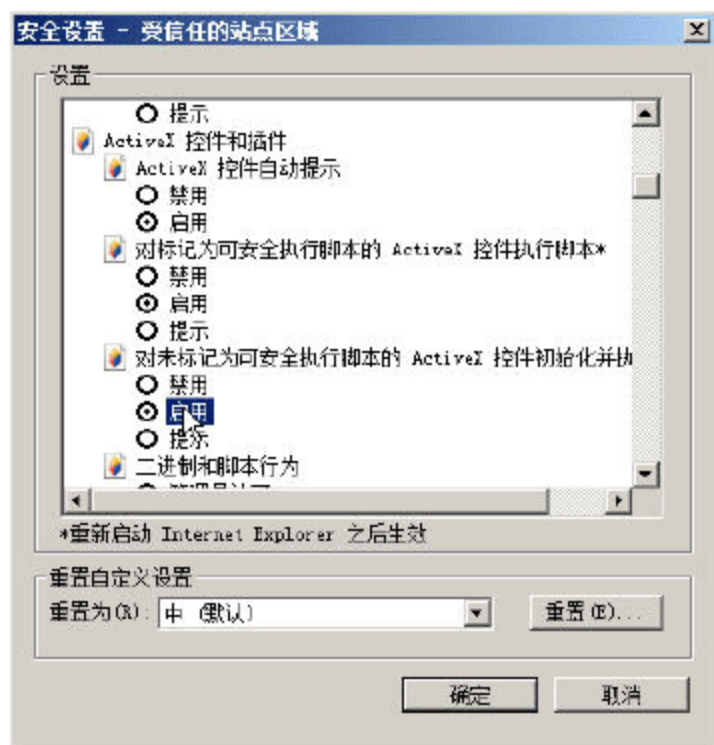 安全设置 - 受信任的站点区域
设置
提示
ActiveX 控件和插件
ActiveX 控件自动提示
禁用
启用
对标记为可安全执行脚本的 ActiveX 控件执行脚本*
禁用
启用
提示
对未标记为可安全执行脚本的 ActiveX 控件初始化并执
禁用
启用
提示
二进制和脚本行为
*重新启动 Internet Explorer 之后生效
重置自定义设置
重置为(R): 中 (默认)
重置(E)...
确定
取消